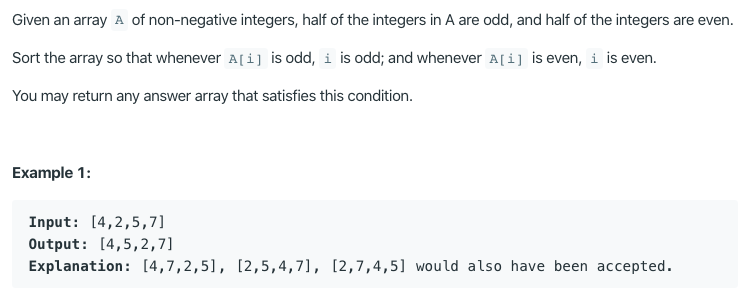 Given an array A of non-negative integers, half of the integers in A are odd, and half of the integers are even.
Sort the array so that whenever A[i] is odd, i is odd; and whenever A[i] is even, i is even.
You may return any answer array that satisfies this condition.
Example 1:
Input: [4,2,5,7]
Output: [4,5,2,7]
Explanation: [4,7,2,5], [2,5,4,7], [2,7,4,5] would also have been accepted.